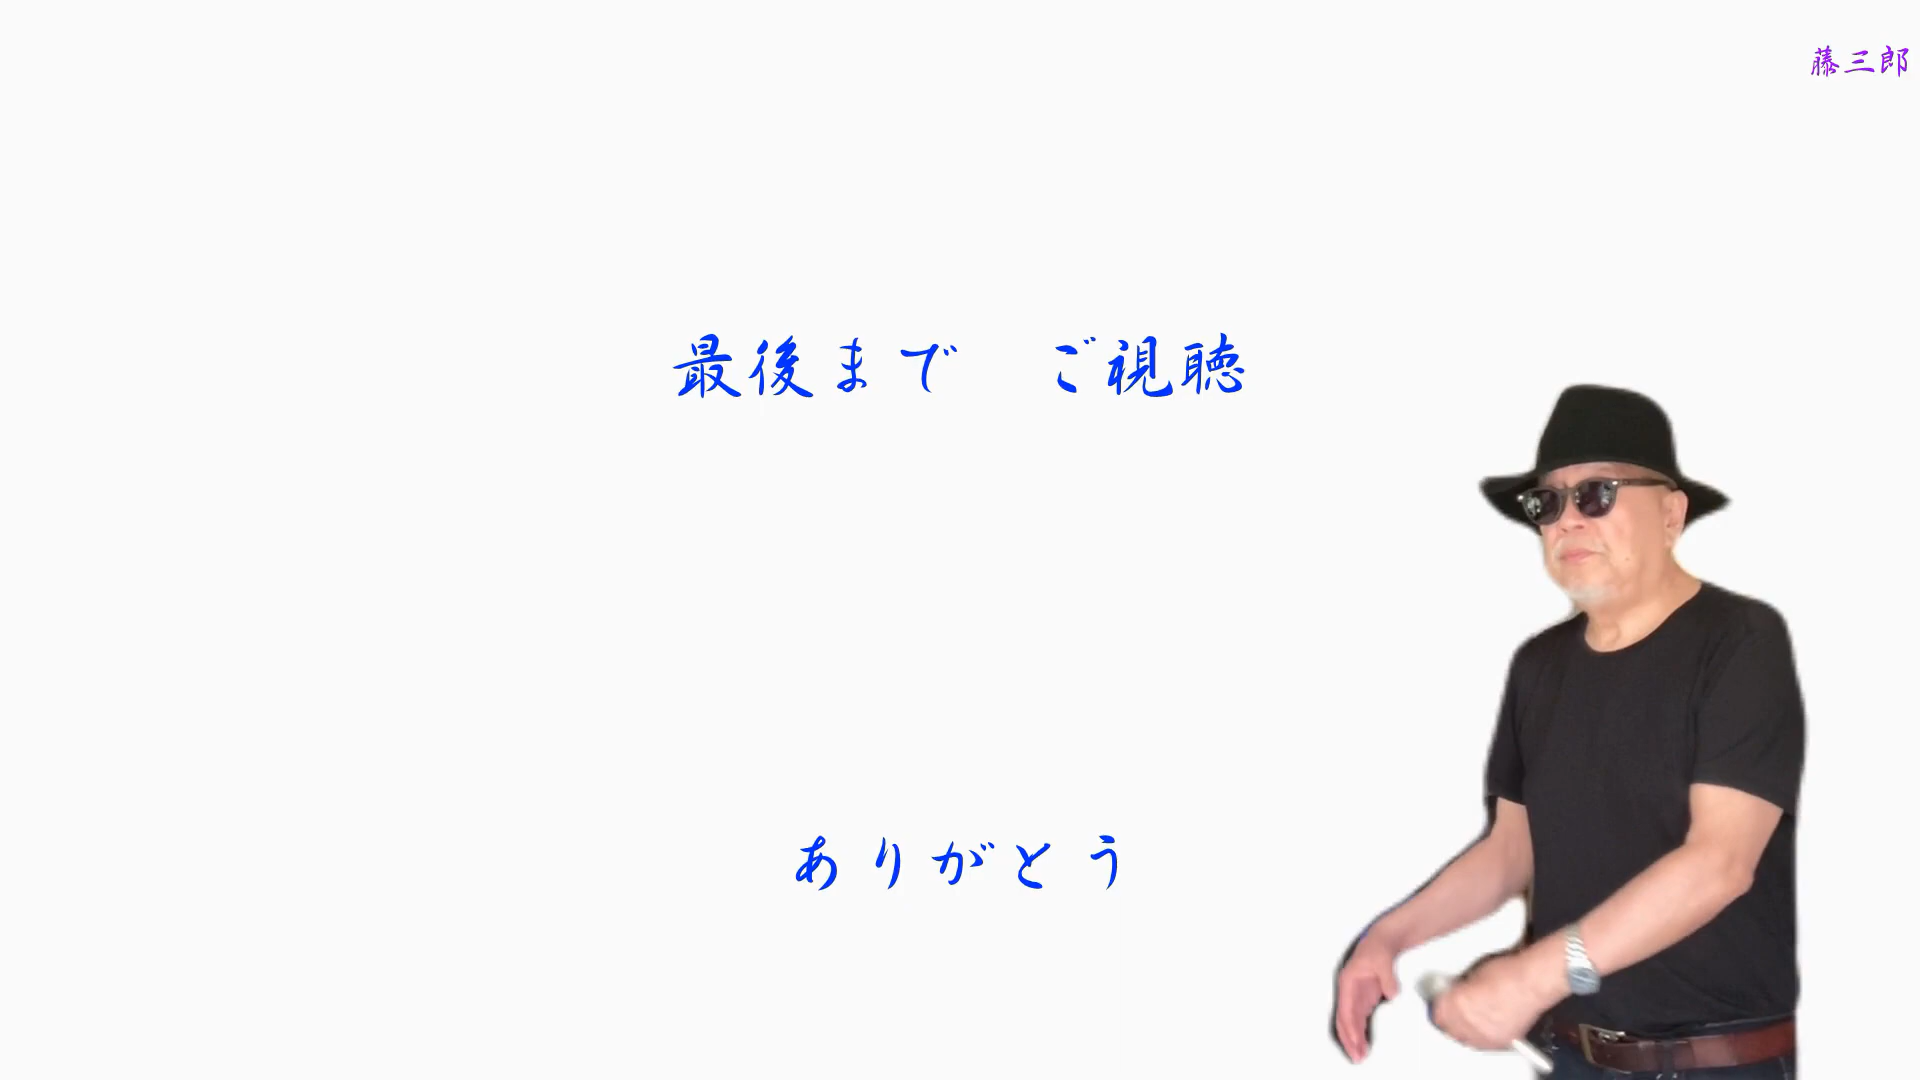 藤三郎
最後まで　ご視聴
ありがとう